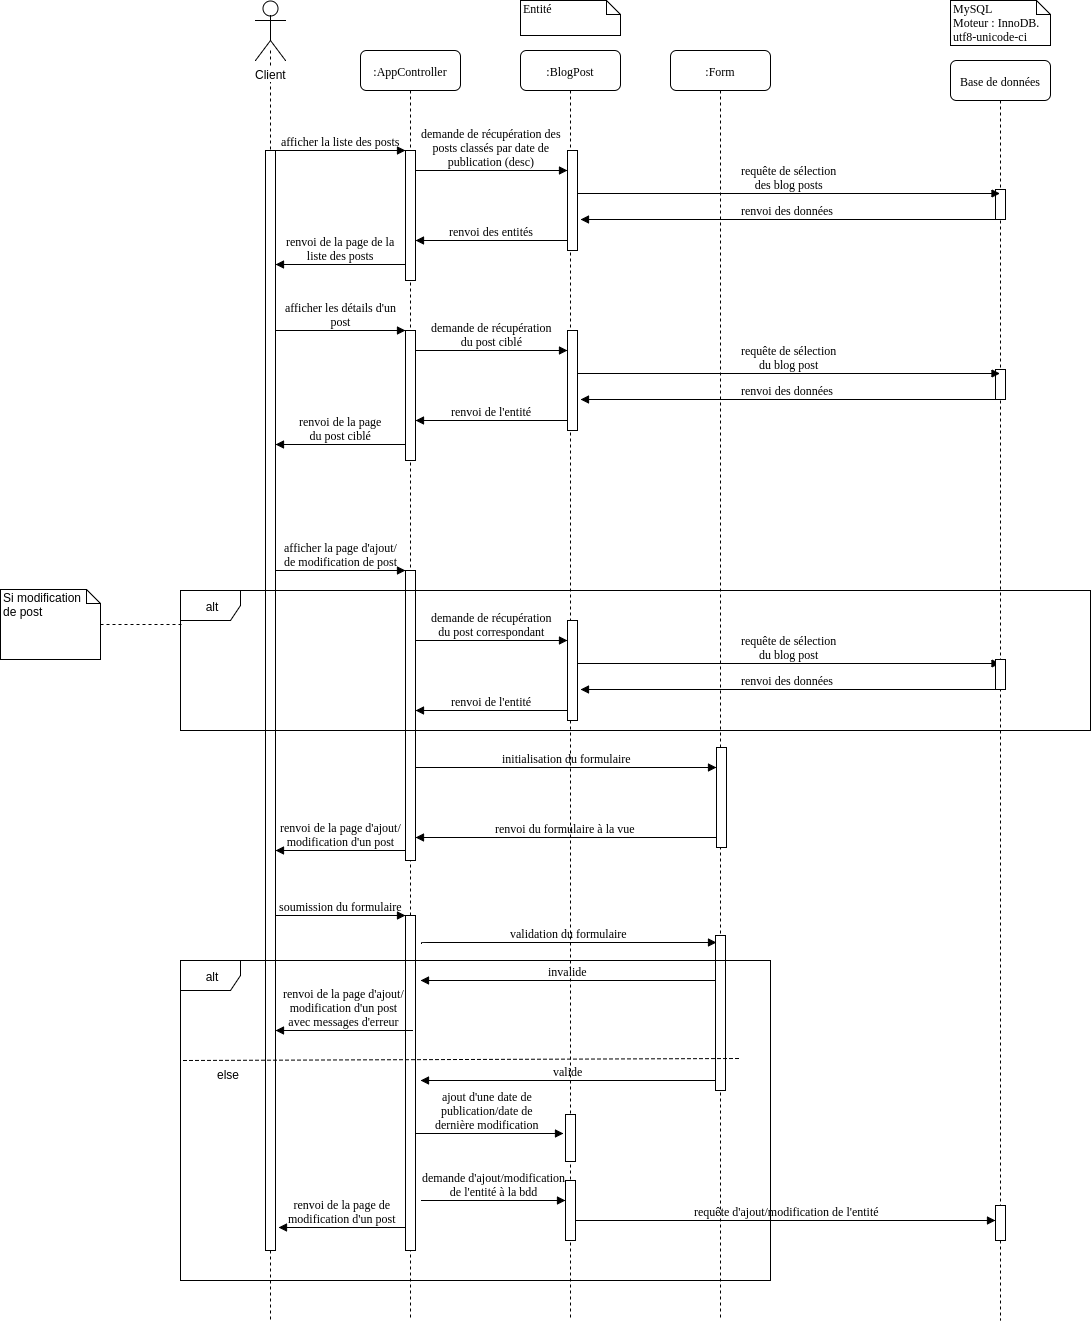 Entité
MySQL
Moteur : InnoDB.
utf8-unicode-ci
Client
:AppController
:BlogPost
:Form
Base de données
afficher la liste des posts
demande de récupération des
posts classés par date de
publication (desc)
requête de sélection
des blog posts
renvoi des données
renvoi des entités
renvoi de la page de la
liste des posts
afficher les détails d'un
post
demande de récupération
du post ciblé
requête de sélection
du blog post
renvoi des données
renvoi de l'entité
renvoi de la page
du post ciblé
afficher la page d'ajout/
de modification de post
Si modification
de post
alt
demande de récupération
du post correspondant
requête de sélection
du blog post
renvoi des données
renvoi de l'entité
initialisation du formulaire
renvoi du formulaire à la vue
renvoi de la page d'ajout/
modification d'un post
soumission du formulaire
validation du formulaire
alt
invalide
renvoi de la page d'ajout/
modification d'un post
avec messages d'erreur
else
valide
ajout d'une date de
publication/date de
dernière modification
demande d'ajout/modification
de l'entité à la bdd
renvoi de la page de
modification d'un post
requête d'ajout/modification de l'entité